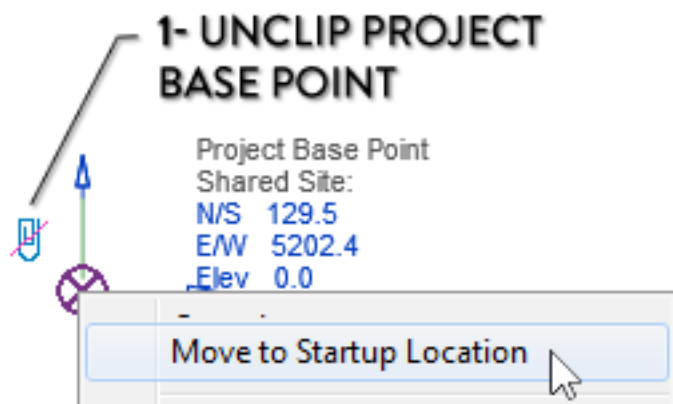 1- UNCLIP PROJECT
BASE POINT
Project Base Point
Shared Site:
N/S 129.5
E/W 5202.4
Elev 0.0
Move to Startup Location